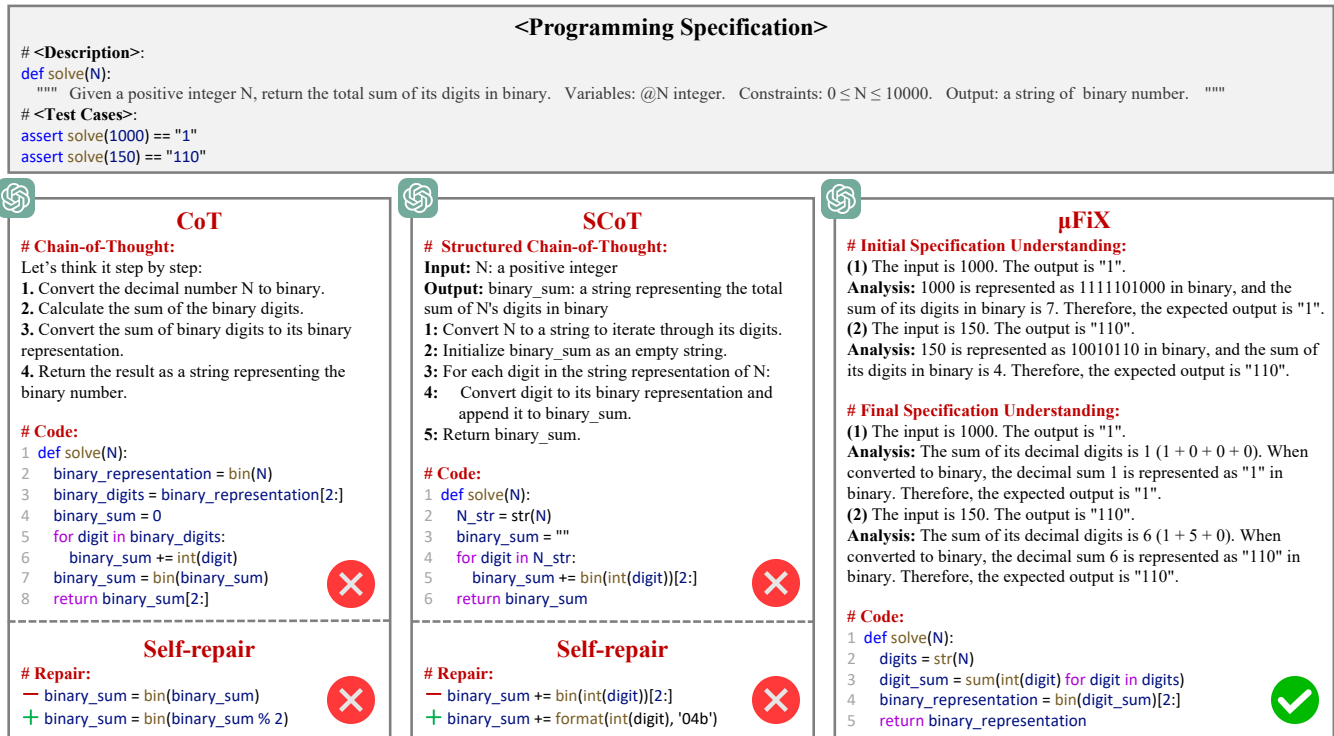 <Programming Specification>
# <Description>:
def solve(N):
""" Given a positive integer N, return the total sum of its digits in binary. Variables: @N integer. Constraints: 0 ≤ N ≤ 10000. Output: a string of binary number. """
# <Test Cases>:
assert solve(1000) == "1"
assert solve(150) == "110"
CoT
# Chain-of-Thought:
Let's think it step by step:
1. Convert the decimal number N to binary.
2. Calculate the sum of the binary digits.
3. Convert the sum of binary digits to its binary
representation.
4. Return the result as a string representing the
binary number.
# Code:
1 def solve(N):
2 binary_representation = bin(N)
3 binary_digits = binary_representation[2:]
4 binary_sum = 0
5 for digit in binary_digits:
6 binary_sum += int(digit)
7 binary_sum = bin(binary_sum)
8 return binary_sum[2:]
Self-repair
# Repair:
− binary_sum = bin(binary_sum)
+ binary_sum = bin(binary_sum % 2)
SCoT
# Structured Chain-of-Thought:
Input: N: a positive integer
Output: binary_sum: a string representing the total
sum of N's digits in binary
1: Convert N to a string to iterate through its digits.
2: Initialize binary_sum as an empty string.
3: For each digit in the string representation of N:
4: Convert digit to its binary representation and
append it to binary_sum.
5: Return binary_sum.
# Code:
1 def solve(N):
2 N_str = str(N)
3 binary_sum = ""
4 for digit in N_str:
5 binary_sum += bin(int(digit))[2:]
6 return binary_sum
Self-repair
# Repair:
− binary_sum += bin(int(digit))[2:]
+ binary_sum += format(int(digit), '04b')
μFiX
# Initial Specification Understanding:
(1) The input is 1000. The output is "1".
Analysis: 1000 is represented as 1111101000 in binary, and the
sum of its digits in binary is 7. Therefore, the expected output is "1".
(2) The input is 150. The output is "110".
Analysis: 150 is represented as 10010110 in binary, and the sum of
its digits in binary is 4. Therefore, the expected output is "110".
# Final Specification Understanding:
(1) The input is 1000. The output is "1".
Analysis: The sum of its decimal digits is 1 (1 + 0 + 0 + 0). When
converted to binary, the decimal sum 1 is represented as "1" in
binary. Therefore, the expected output is "1".
(2) The input is 150. The output is "110".
Analysis: The sum of its decimal digits is 6 (1 + 5 + 0). When
converted to binary, the decimal sum 6 is represented as "110" in
binary. Therefore, the expected output is "110".
# Code:
1 def solve(N):
2 digits = str(N)
3 digit_sum = sum(int(digit) for digit in digits)
4 binary_representation = bin(digit_sum)[2:]
5 return binary_representation